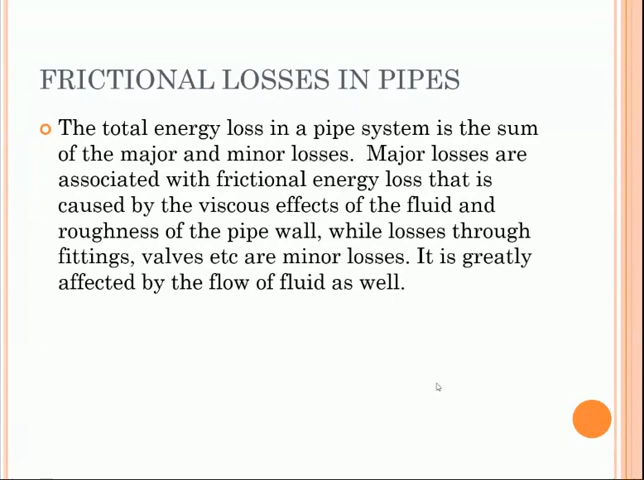 FRICTIONAL LOSSES IN PIPES
The total energy loss in a pipe system is the sum
of the major and minor losses.  Major losses are
associated with frictional energy loss that is
caused by the viscous effects of the fluid and
roughness of the pipe wall, while losses through
fittings, valves etc are minor losses. It is greatly
affected by the flow of fluid as well.